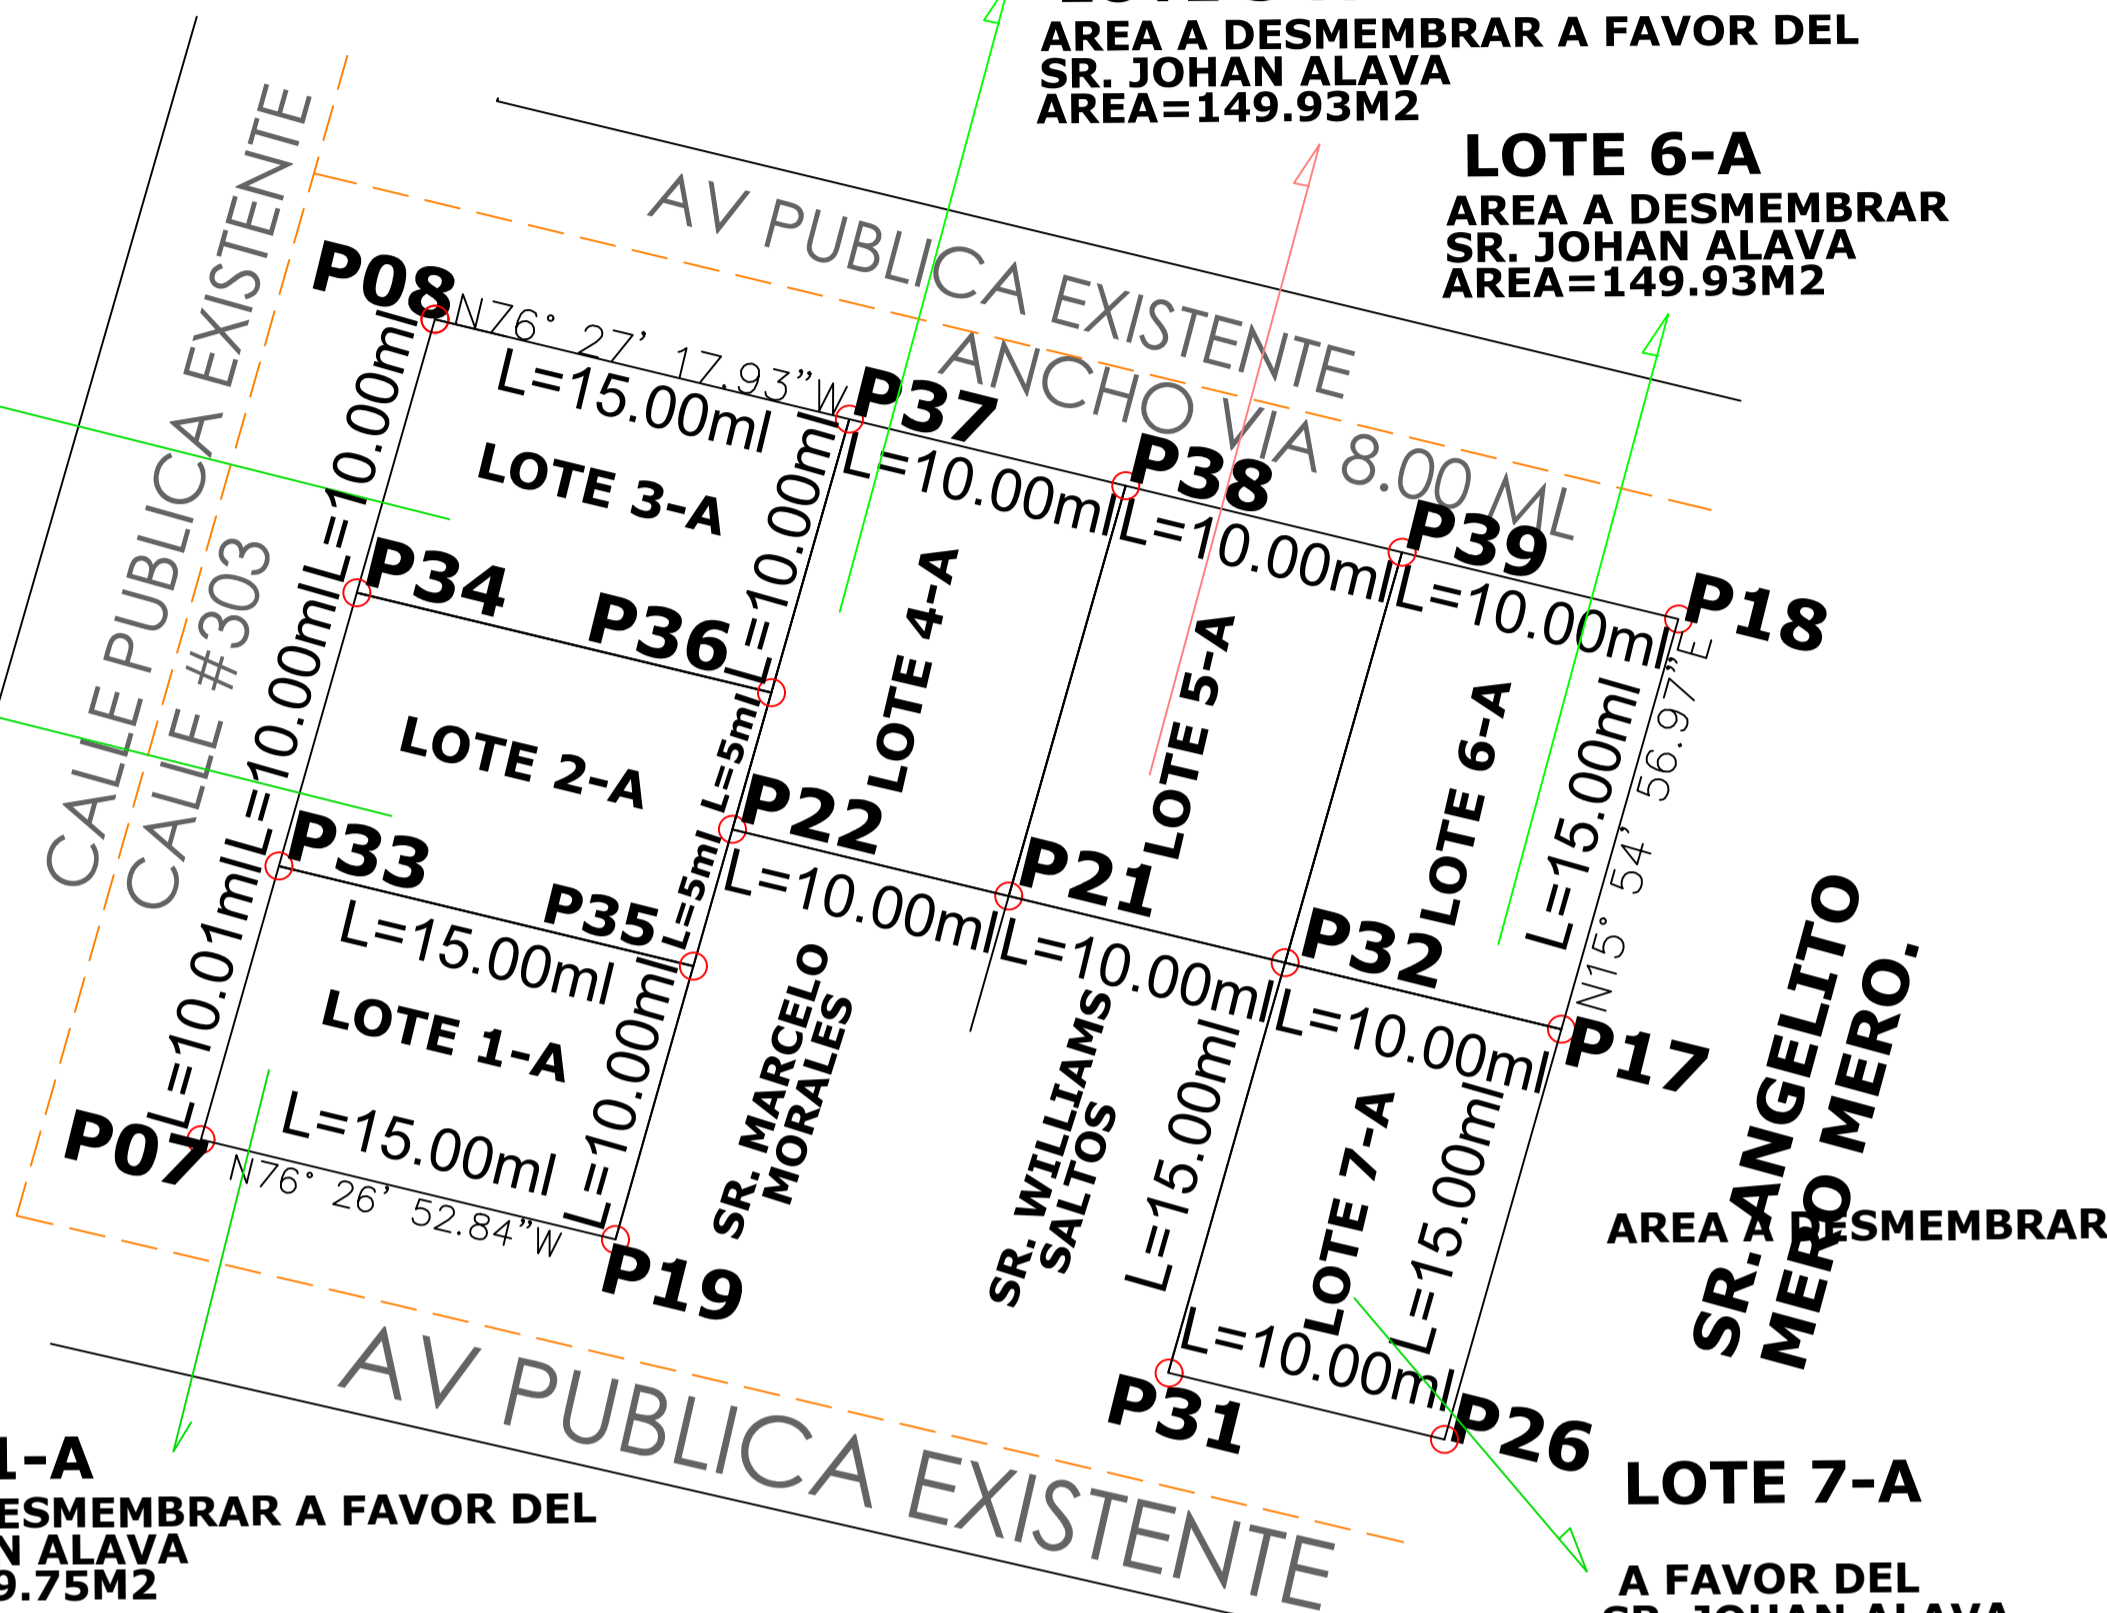 AREA A DESMEMBRAR A FAVOR DEL
SR. JOHAN ALAVA
AREA=149.93M2
LOTE 6-A
AREA A DESMEMBRAR
SR. JOHAN ALAVA
AREA=149.93M2
AV PUBLICA EXISTENTE
ANCHO VIA 8.00 ML
CALLE PUBLICA EXISTENTE
CALLE #303
P08
N76° 27' 17.93"W
L=15.00ml
P37
L=10.00ml
P38
L=10.00ml
P39
L=10.00ml
P18
L=10.00ml
LOTE 3-A
L=10.00ml
P34
P36
LOTE 4-A
LOTE 5-A
LOTE 6-A
L=15.00ml
N15° 54' 56.97" E
L=10.00ml
LOTE 2-A
L=5ml
P22
L=5ml
P33
P35
L=10.00ml
P21
L=10.00ml
P32
L=10.00ml
P17
L=15.00ml
L=10.01ml
LOTE 1-A
L=10.00ml
L=15.00ml
P07
N76° 26' 52.84"W
P19
SR. MARCELO
MORALES
SR. WILLIAMS
SALTOS
L=15.00ml
LOTE 7-A
L=15.00ml
L=10.00ml
P31
P26
SR. ANGELITO
MERO MERO.
AREA A DESMEMBRAR
AV PUBLICA EXISTENTE
1-A
ESMEMBRAR A FAVOR DEL
N ALAVA
9.75M2
LOTE 7-A
A FAVOR DEL
SR. JOHAN ALAVA